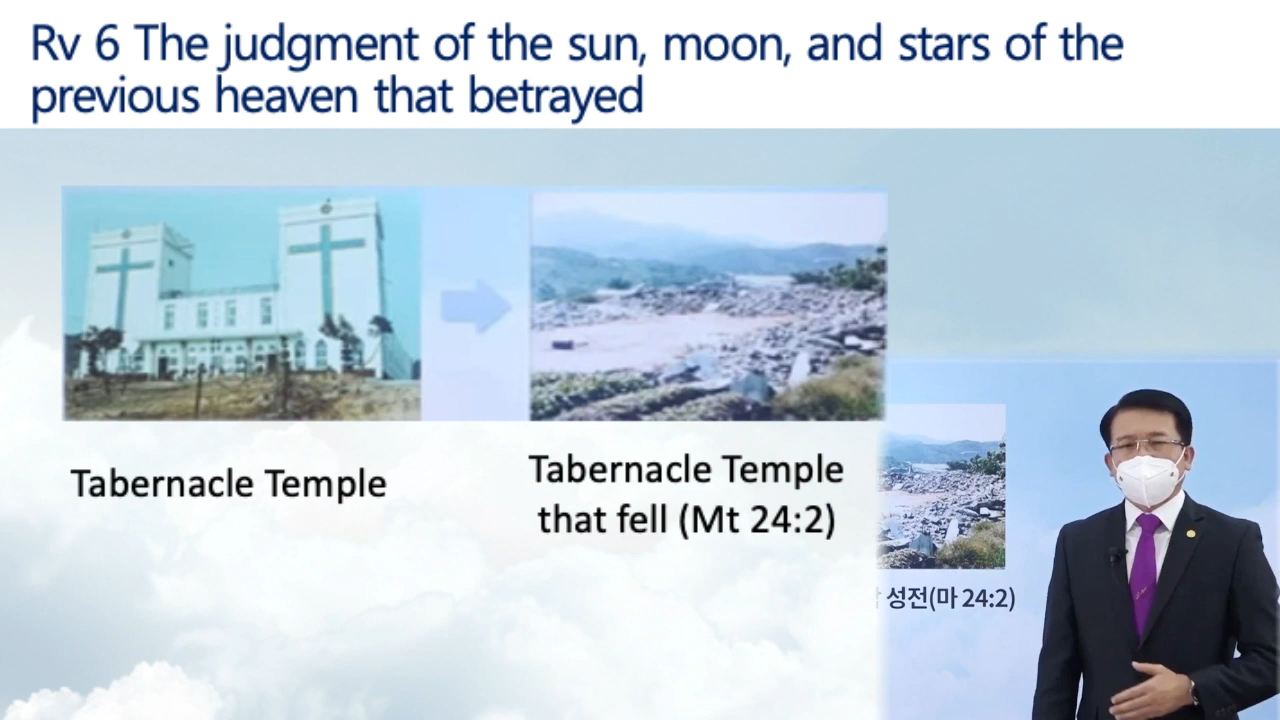 Rv 6 The judgment of the sun, moon, and stars of the
previous heaven that betrayed
Tabernacle Temple
Tabernacle Temple
that fell (Mt 24:2)
성전(마 24:2)